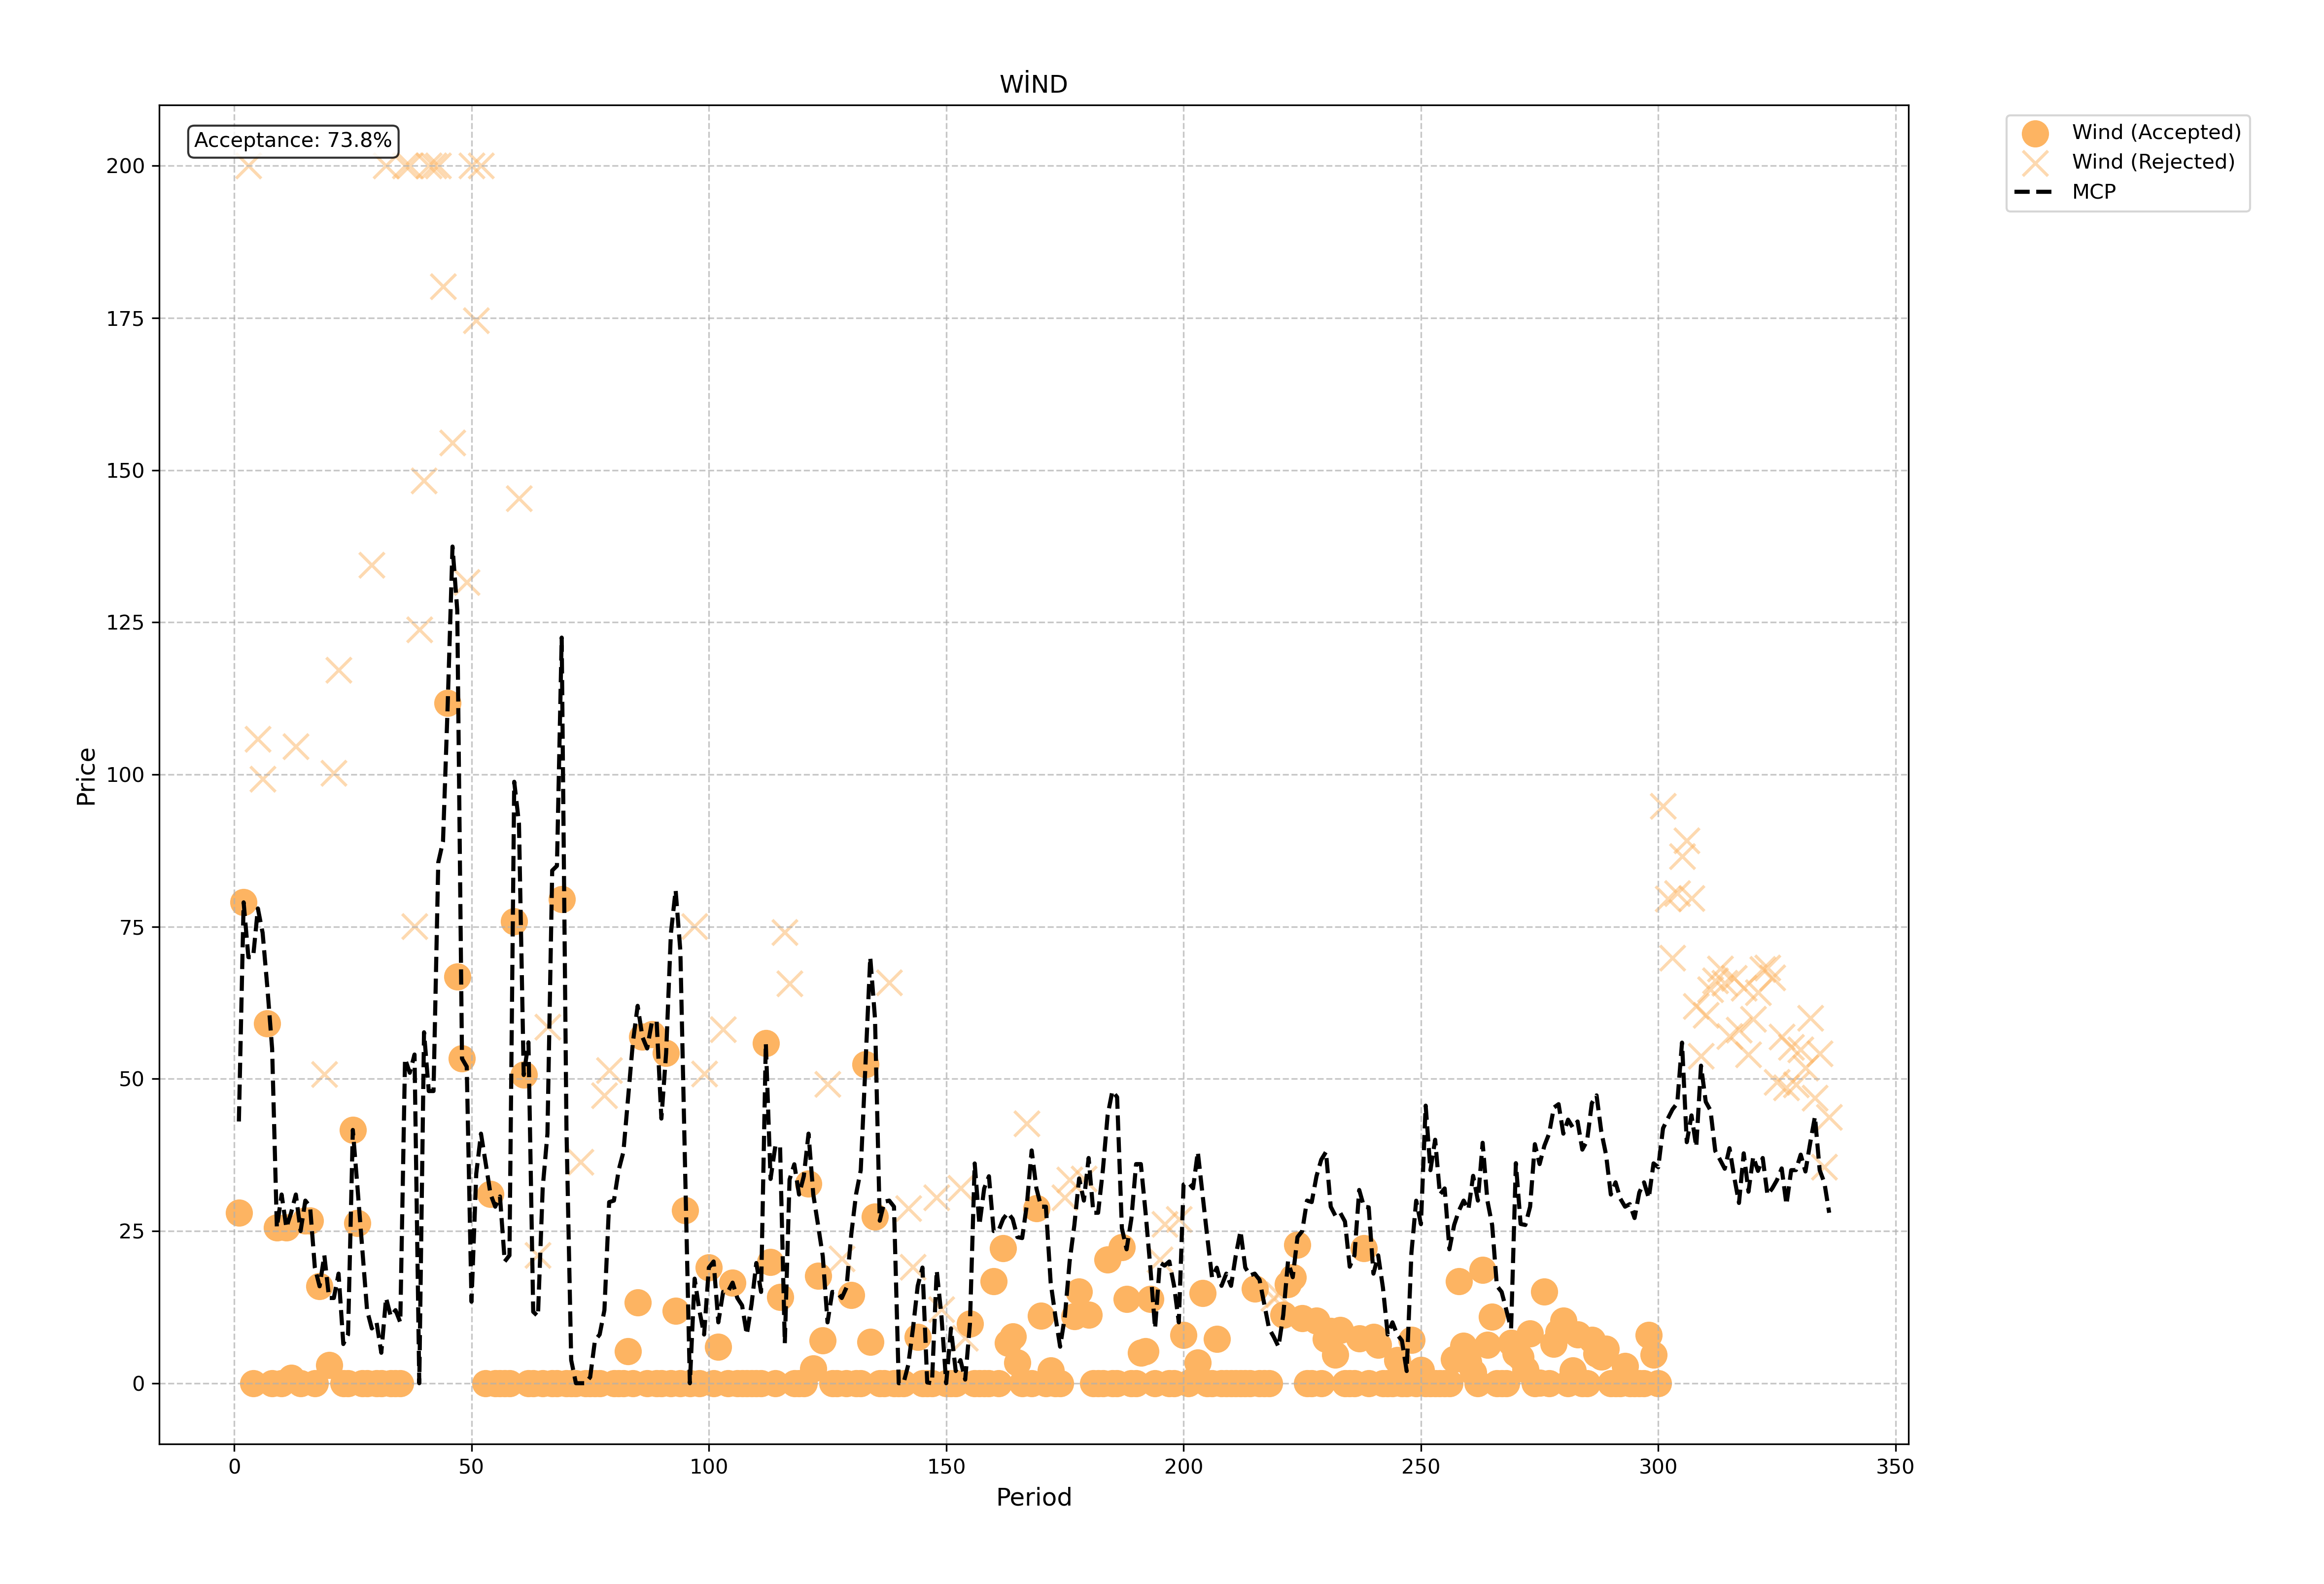 WİND
Acceptance: 73.8%
Wind (Accepted)
Wind (Rejected)
MCP
200
175
150
125
100
75
50
25
0
Price
0
50
100
150
200
250
300
350
Period